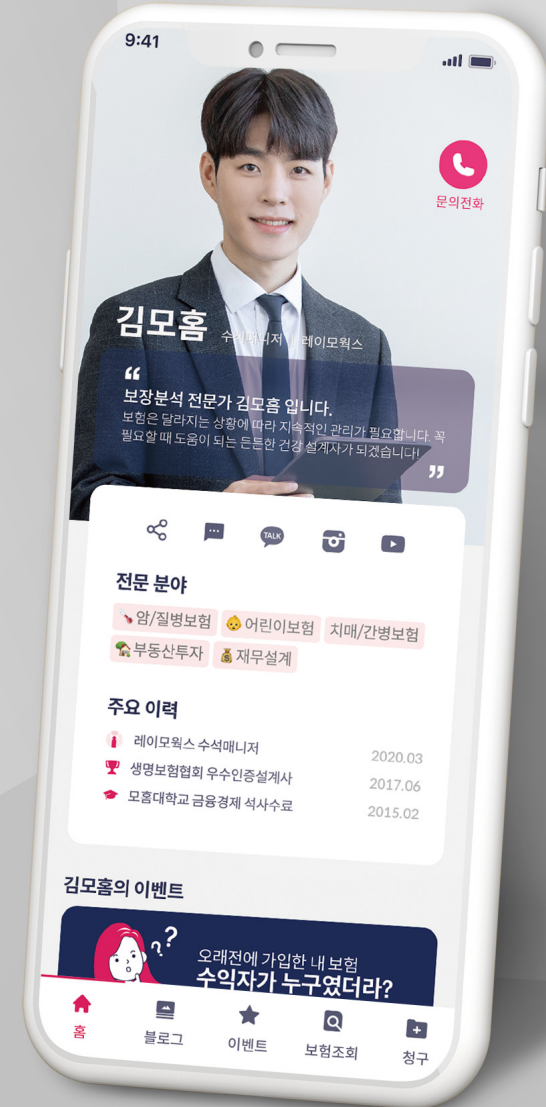 9:41
문의전화
김모홈 수석매니저 레이모웍스
“
보장분석 전문가 김모홈 입니다.
보험은 달라지는 상황에 따라 지속적인 관리가 필요합니다. 꼭
필요할 때 도움이 되는 든든한 건강 설계자가 되겠습니다!
”
TALK
전문 분야
암/질병보험 어린이보험 치매/간병보험
부동산투자 재무설계
주요 이력
레이모웍스 수석매니저 2020.03
생명보험협회 우수인증설계사 2017.06
모홈대학교 금융경제 석사수료 2015.02
김모홈의 이벤트
??
오래전에 가입한 내 보험
수익자가 누구였더라?
홈 블로그 이벤트 보험조회 청구